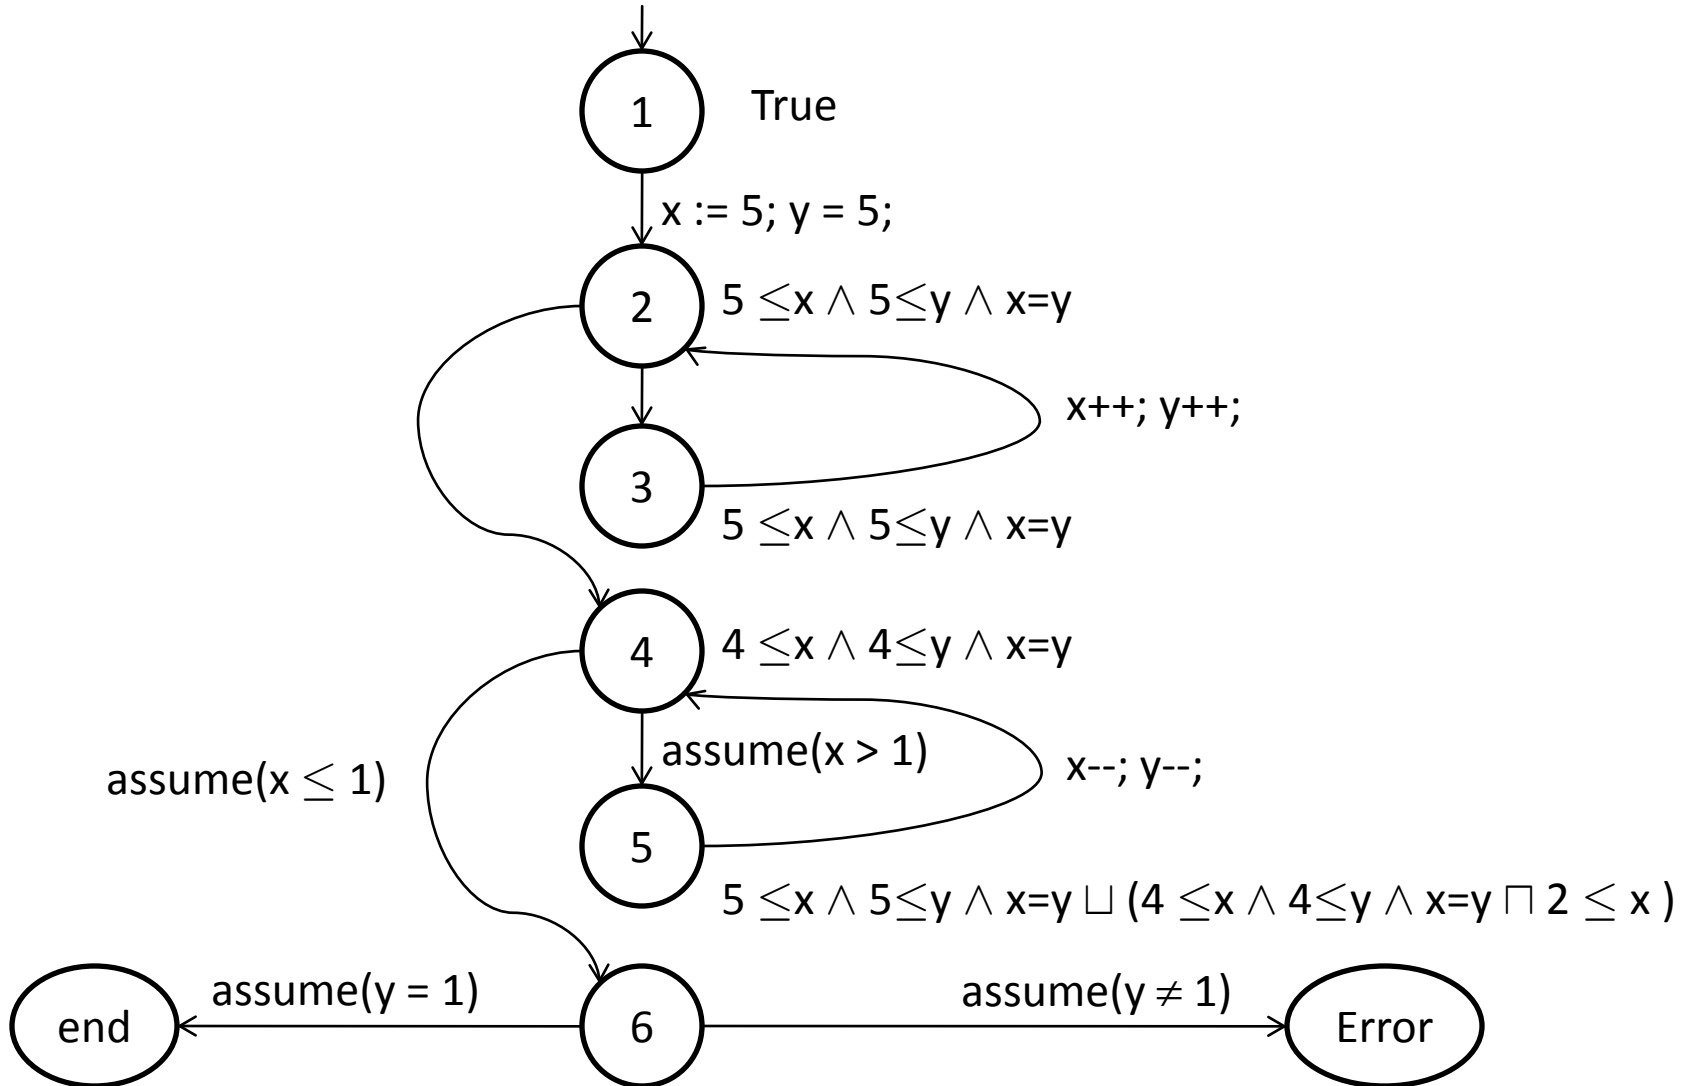 1 True
x := 5; y = 5;
2 5 ≤x ∧ 5≤y ∧ x=y
x++; y++;
3
5 ≤x ∧ 5≤y ∧ x=y
4 4 ≤x ∧ 4≤y ∧ x=y
assume(x > 1)
x--; y--;
assume(x ≤ 1)
5
5 ≤x ∧ 5≤y ∧ x=y ⊔ (4 ≤x ∧ 4≤y ∧ x=y ⊓ 2 ≤ x )
assume(y = 1)
assume(y ≠ 1)
end
6
Error